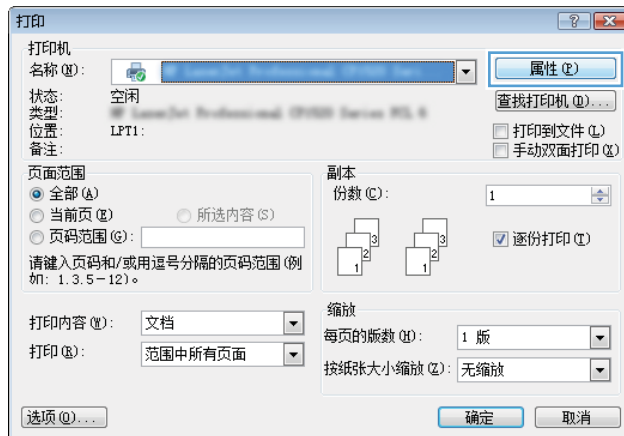 打印
打印机
名称(N):
属性(P)
状态: 空闲
查找打印机(D)...
类型:
位置: LPT1:
打印到文件(L)
备注:
手动双面打印(X)
页面范围
全部(A)
当前页(E) 所选内容(S)
页码范围(G):
请键入页码和/或用逗号分隔的页码范围(例
如: 1.3.5-12)。
副本
份数(C): 1
逐份打印(T)
打印内容(W): 文档
打印(R): 范围中所有页面
缩放
每页的版数(H): 1 版
按纸张大小缩放(Z): 无缩放
选项(O)...
确定 取消